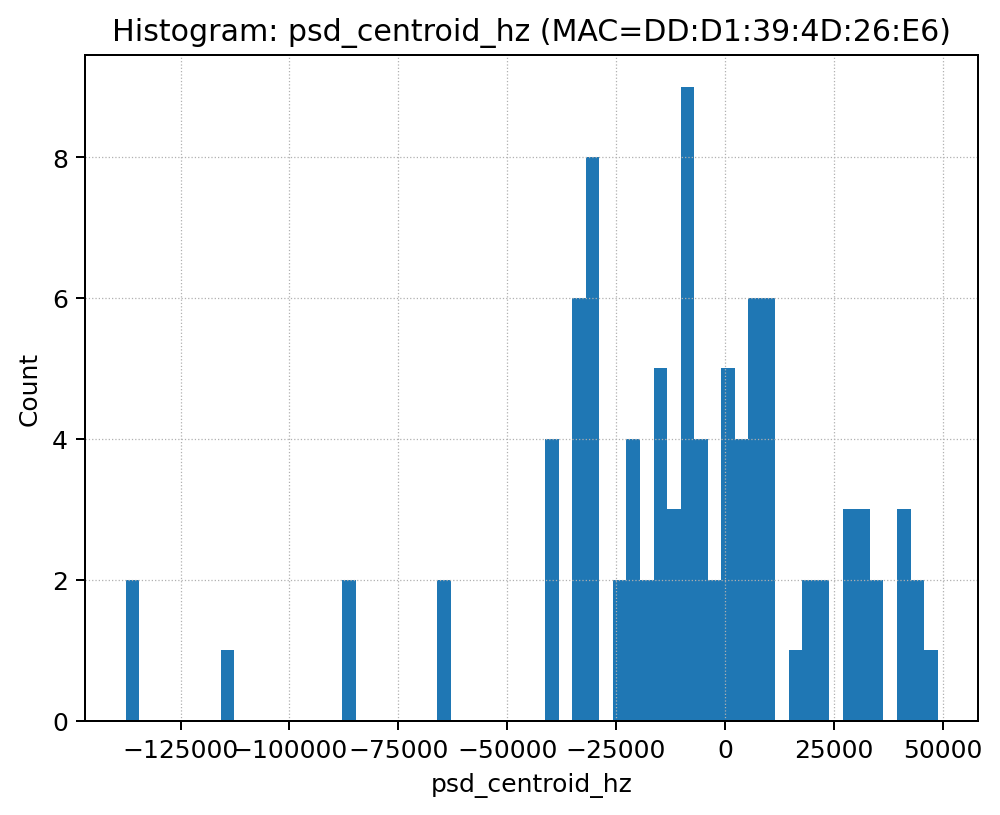 Histogram: psd_centroid_hz (MAC=DD:D1:39:4D:26:E6)
8
6
4
2
0
Count
−125000 −100000 −75000 −50000 −25000 0 25000 50000
psd_centroid_hz